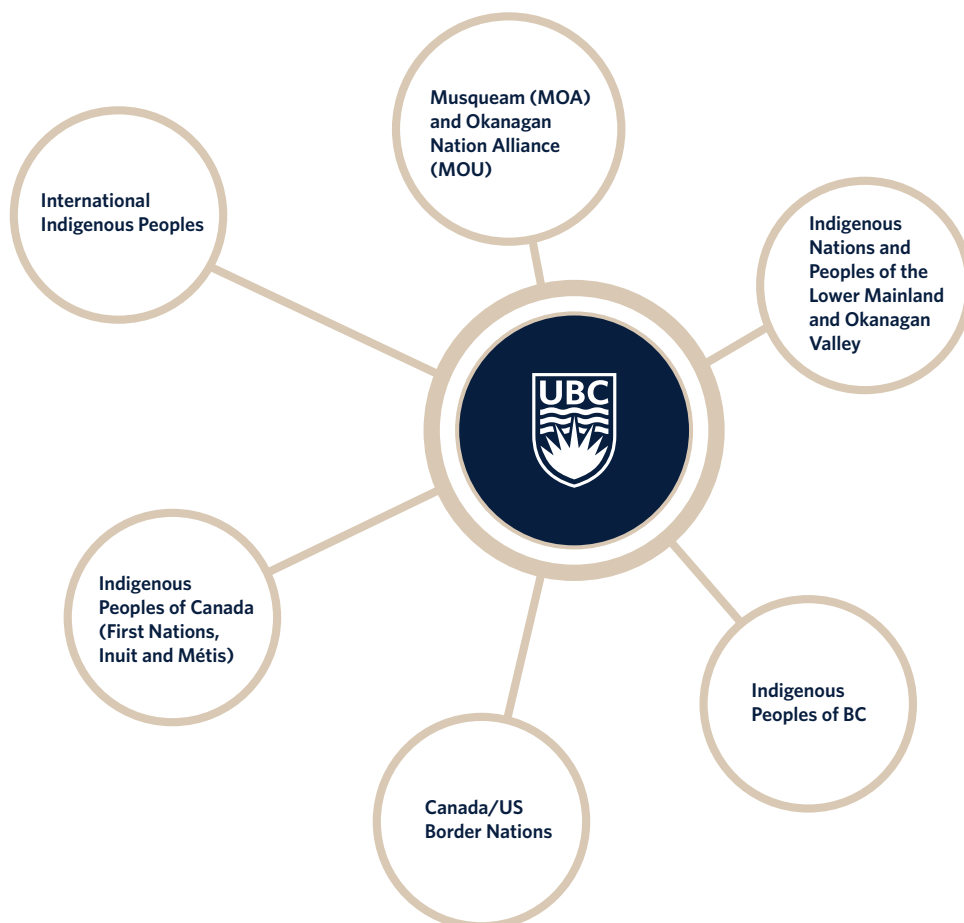 Musqueam (MOA)
and Okanagan
Nation Alliance
(MOU)
International
Indigenous Peoples
Indigenous
Nations and
Peoples of the
Lower Mainland
and Okanagan
Valley
UBC
Indigenous
Peoples of Canada
(First Nations,
Inuit and Métis)
Indigenous
Peoples of BC
Canada/US
Border Nations